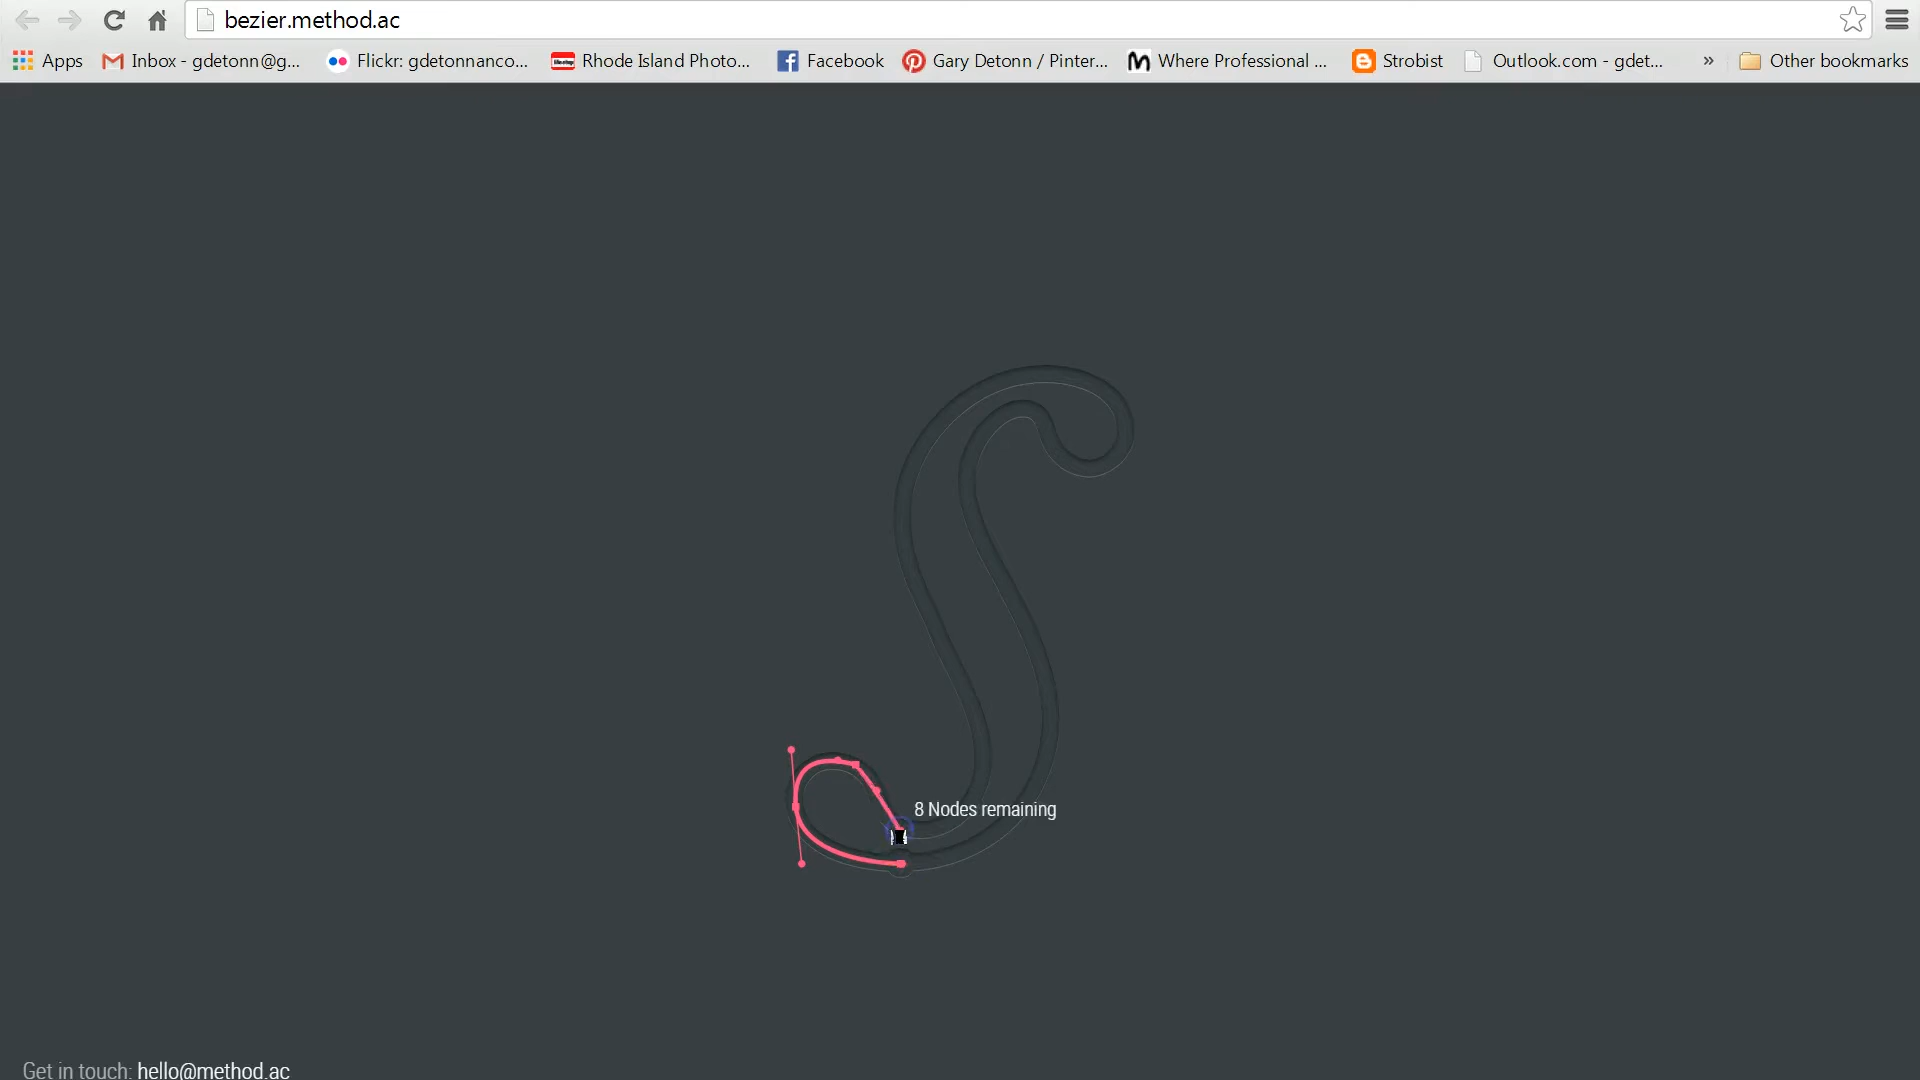 bezier.method.ac
Apps Inbox - gdetonn@g... Flickr: gdetonnanco... Rhode Island Photo... Facebook Gary Detonn / Pinter... Where Professional ... Strobist Outlook.com - gdet... » Other bookmarks
8 Nodes remaining
Get in touch: hello@method.ac